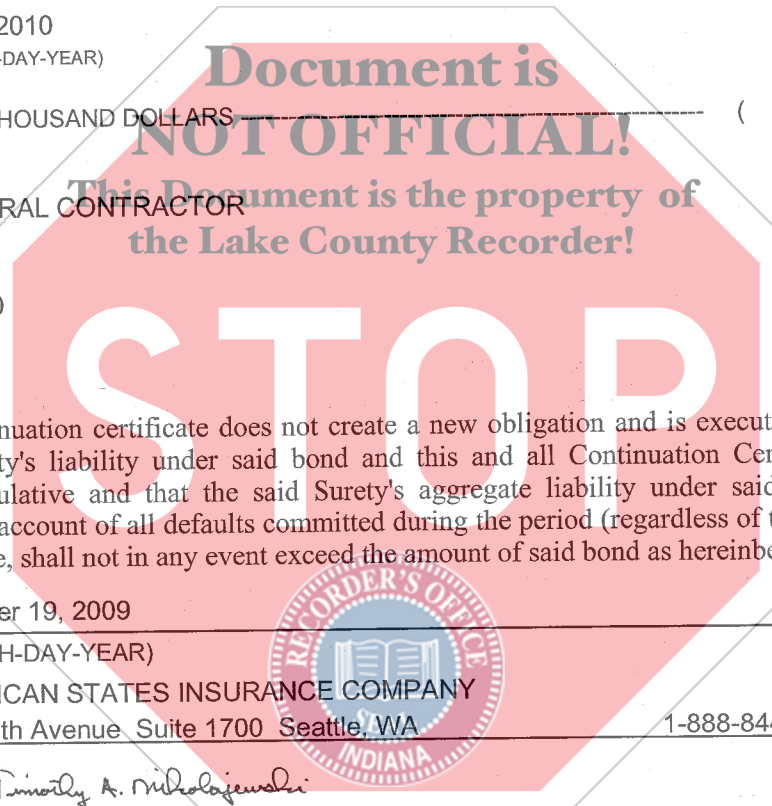 2010
-DAY-YEAR)
Document is
HOUSAND DOLLARS ---------- (
NOT OFFICIAL!
This Document is the property of
RAL CONTRACTOR
the Lake County Recorder!
)
STOP
nuation certificate does not create a new obligation and is execut
ty's liability under said bond and this and all Continuation Cer
ulative and that the said Surety's aggregate liability under said
account of all defaults committed during the period (regardless of t
e, shall not in any event exceed the amount of said bond as hereinbe
RECORDER'S OFFICE
SEAL
INDIANA
er 19, 2009
H-DAY-YEAR)
ICAN STATES INSURANCE COMPANY
th Avenue Suite 1700 Seattle, WA 1-888-844
Timothy A. Mikolajewski